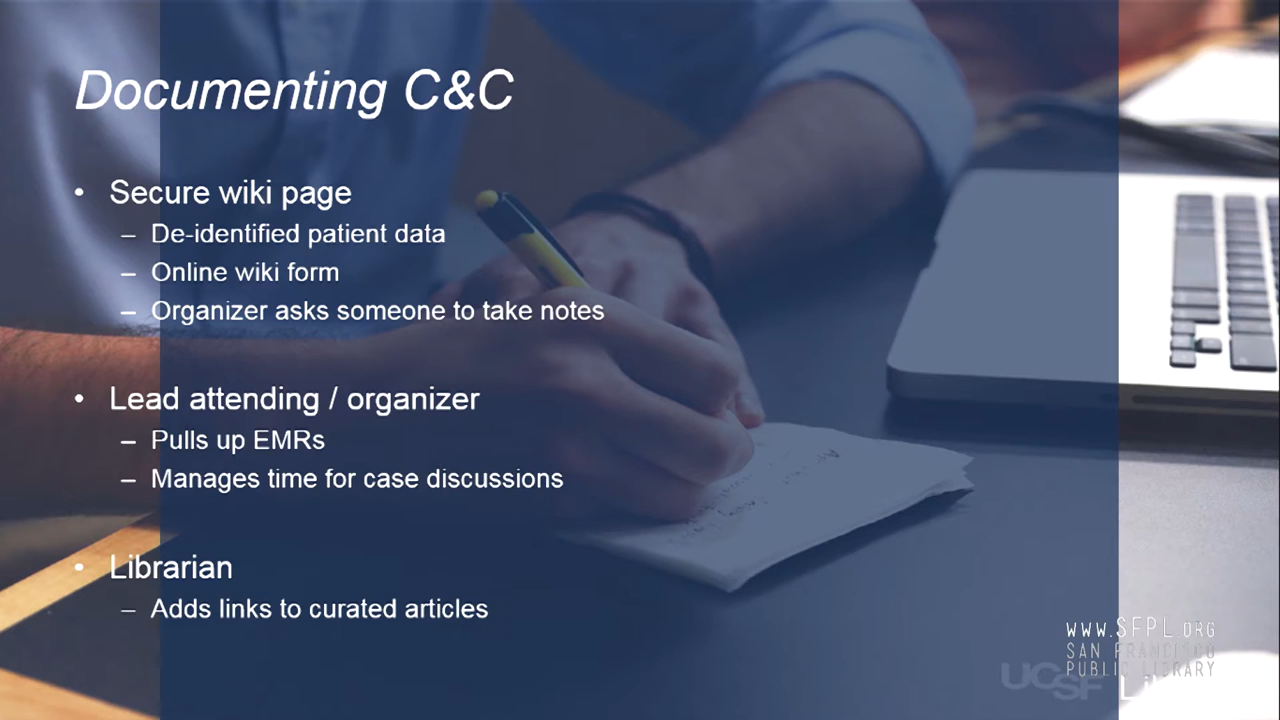 Documenting C&C
• Secure wiki page
– De-identified patient data
– Online wiki form
– Organizer asks someone to take notes
• Lead attending / organizer
– Pulls up EMRs
– Manages time for case discussions
• Librarian
– Adds links to curated articles
www.SFPL.org
SAN FRANCISCO
PUBLIC LIBRARY
UCSF